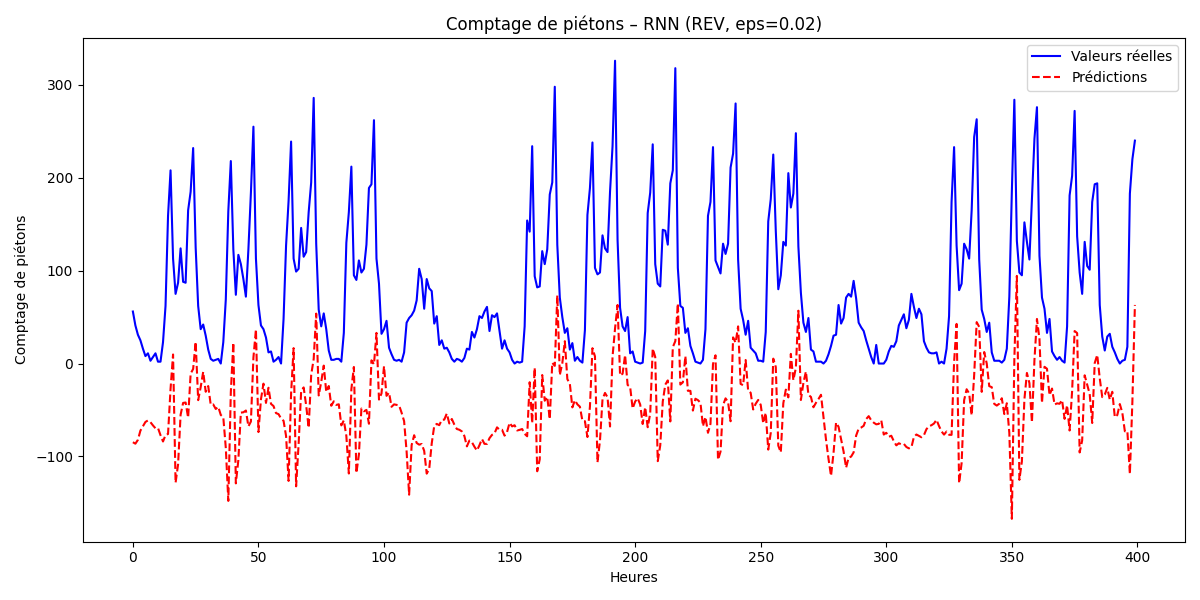 Comptage de piétons – RNN (REV, eps=0.02)
Valeurs réelles
Prédictions
Comptage de piétons
300
200
100
0
−100
0 50 100 150 200 250 300 350 400
Heures